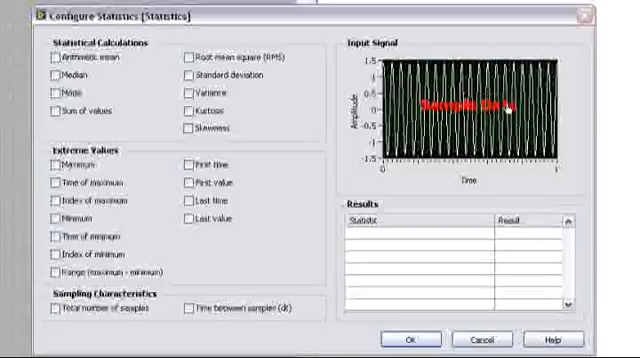 Configure Statistics [Statistics]
Statistical Calculations
Arithmetic mean
Root mean square (RMS)
Median
Standard deviation
Mode
Variance
Sum of values
Kurtosis
Skewness
Extreme Values
Maximum
First time
Time of maximum
First value
Index of maximum
Last time
Minimum
Last value
Time of minimum
Index of minimum
Range (maximum - minimum)
Sampling Characteristics
Total number of samples
Time between samples (dt)
Input Signal
1.5
1
0.5
0
-0.5
-1
-1.5
Amplitude
Sample Data
0
1
Time
Results
Statistic
Result
OK
Cancel
Help